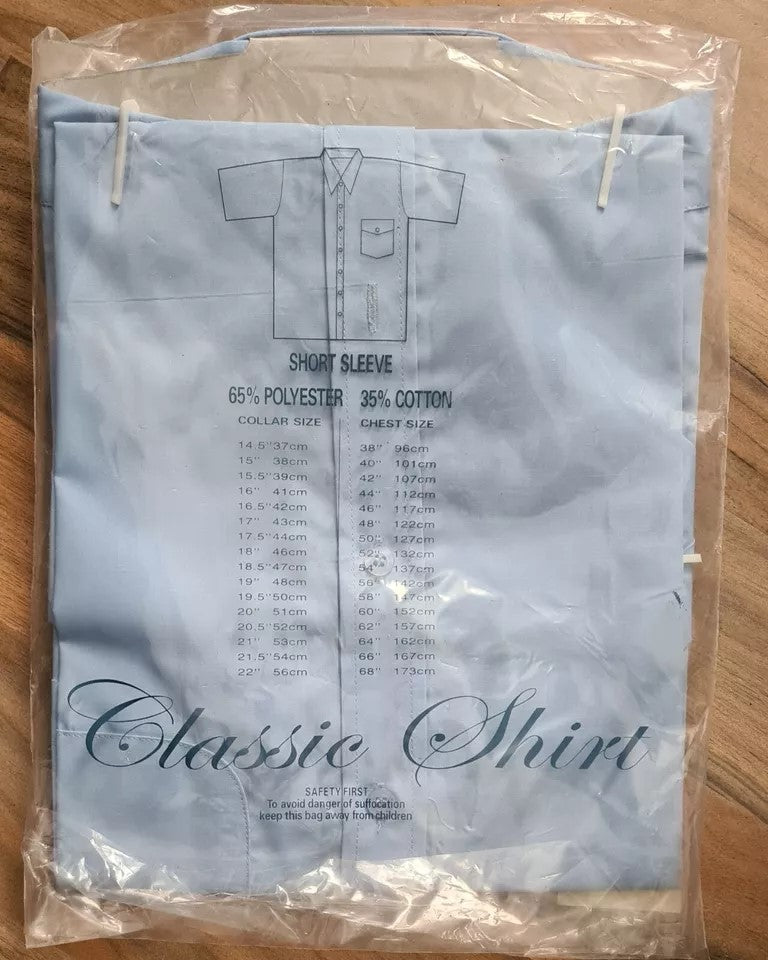 SHORT SLEEVE
65% POLYESTER 35% COTTON
COLLAR SIZE CHEST SIZE
14.5" 37cm 38" 96cm
15" 38cm 40" 101cm
15.5" 39cm 42" 107cm
16" 41cm 44" 112cm
16.5" 42cm 46" 117cm
17" 43cm 48" 122cm
17.5" 44cm 50" 127cm
18" 46cm 52" 132cm
18.5" 47cm 54" 137cm
19" 48cm 56" 142cm
19.5" 50cm 58" 147cm
20" 51cm 60" 152cm
20.5" 52cm 62" 157cm
21" 53cm 64" 162cm
21.5" 54cm 66" 167cm
22" 56cm 68" 173cm
Classic Shirt
SAFETY FIRST
To avoid danger of suffocation
keep this bag away from children